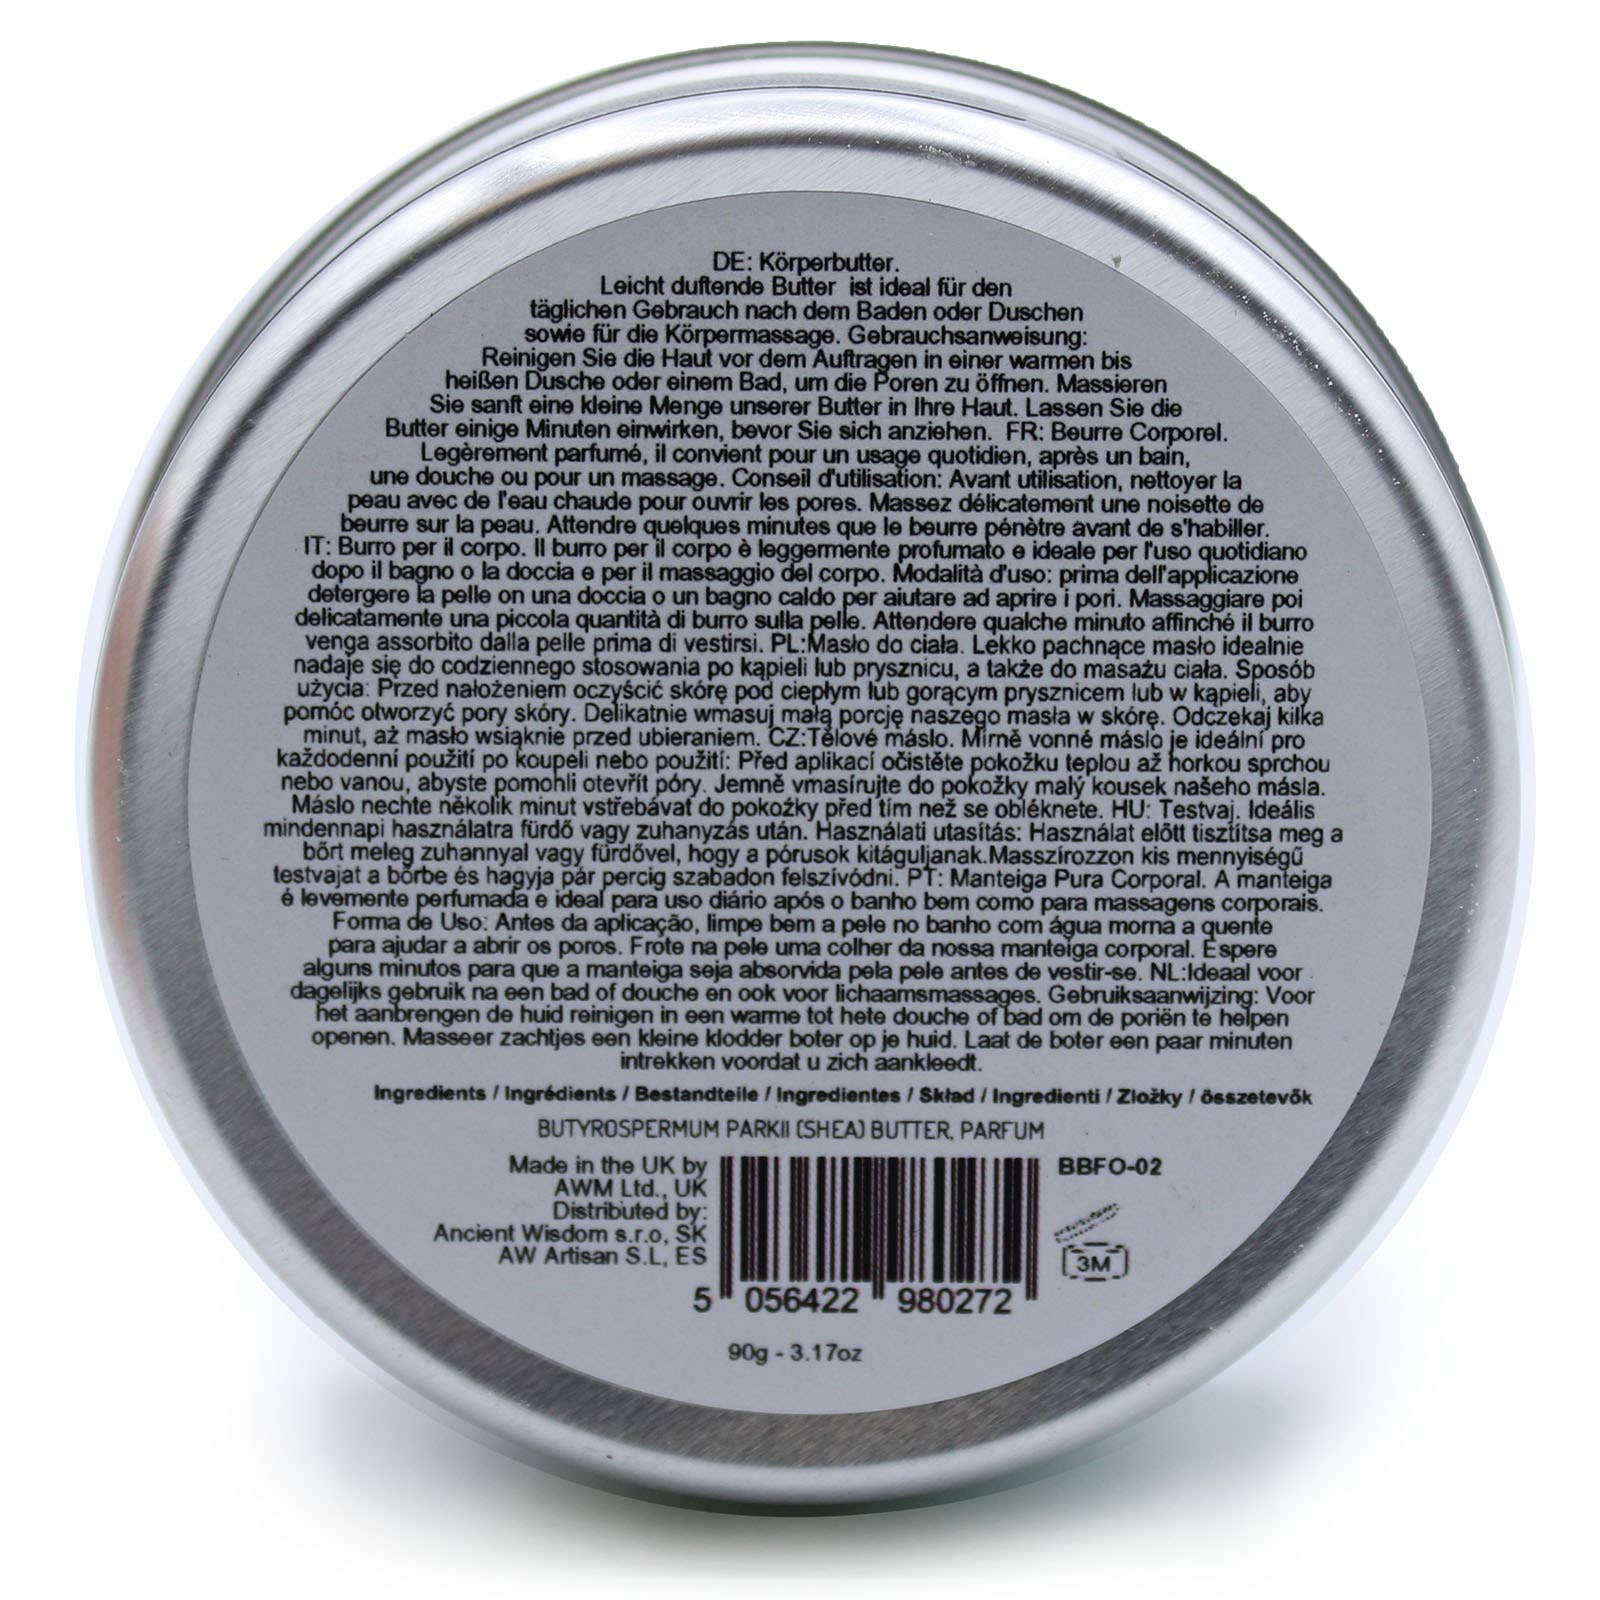 DE: Körperbutter.
Leicht duftende Butter ist ideal für den
täglichen Gebrauch nach dem Baden oder Duschen
sowie für die Körpermassage. Gebrauchsanweisung:
Reinigen Sie die Haut vor dem Auftragen in einer warmen bis
heißen Dusche oder einem Bad, um die Poren zu öffnen. Massieren
Sie sanft eine kleine Menge unserer Butter in Ihre Haut. Lassen Sie die
Butter einige Minuten einwirken, bevor Sie sich anziehen. FR: Beurre Corporel.
Legèrement parfumé, il convient pour un usage quotidien, après un bain,
une douche ou pour un massage. Conseil d'utilisation: Avant utilisation, nettoyer la
peau avec de l'eau chaude pour ouvrir les pores. Massez délicatement une noisette de
beurre sur la peau. Attendre quelques minutes que le beurre pénètre avant de s'habiller.
IT: Burro per il corpo. Il burro per il corpo è leggermente profumato e ideale per l'uso quotidiano
dopo il bagno o la doccia e per il massaggio del corpo. Modalità d'uso: prima dell'applicazione
detergere la pelle on una doccia o un bagno caldo per aiutare ad aprire i pori. Massaggiare poi
delicatamente una piccola quantità di burro sulla pelle. Attendere qualche minuto affinché il burro
venga assorbito dalla pelle prima di vestirsi. PL:Masło do ciała. Lekko pachnące masło idealnie
nadaje się do codziennego stosowania po kąpieli lub prysznicu, a także do masażu ciała. Sposób
użycia: Przed nałożeniem oczyścić skórę pod ciepłym lub gorącym prysznicem lub w kąpieli, aby
pomóc otworzyć pory skóry. Delikatnie wmasuj małą porcję naszego masła w skórę. Odczekaj kilka
minut, aż masło wsiąknie przed ubieraniem. CZ:Tělové máslo. Mírně vonné máslo je ideální pro
každodenní použití po koupeli nebo použití: Před aplikací očistěte pokožku teplou až horkou sprchou
nebo vanou, abyste pomohli otevřít póry. Jemně vmasírujte do pokožky malý kousek našeho másla.
Máslo nechte několik minut vstřebávat do pokožky před tím než se obléknete. HU: Testvaj. Ideális
mindennapi használatra fürdő vagy zuhanyzás után. Használati utasítás: Használat előtt tisztítsa meg a
bőrt meleg zuhannyal vagy fürdővel, hogy a pórusok kitáguljanak.Masszírozzon kis mennyiségű
testvajat a bőrbe és hagyja pár percig szabadon felszívódni. PT: Manteiga Pura Corporal. A manteiga
é levemente perfumada e ideal para uso diário após o banho bem como para massagens corporais.
Forma de Uso: Antes da aplicação, limpe bem a pele no banho com água morna a quente
para ajudar a abrir os poros. Frote na pele uma colher da nossa manteiga corporal. Espere
alguns minutos para que a manteiga seja absorvida pela pele antes de vestir-se. NL:Ideaal voor
dagelijks gebruik na een bad of douche en ook voor lichaamsmassages. Gebruiksaanwijzing: Voor
het aanbrengen de huid reinigen in een warme tot hete douche of bad om de poriën te helpen
openen. Masseer zachtjes een kleine klodder boter op je huid. Laat de boter een paar minuten
intrekken voordat u zich aankleedt.
Ingredients / Ingrédients / Bestandteile / Ingredientes / Skład / Ingredienti / Zložky / összetevők
BUTYROSPERMUM PARKII (SHEA) BUTTER, PARFUM
Made in the UK by
AWM Ltd., UK
Distributed by:
Ancient Wisdom s.r.o, SK
AW Artisan S.L, ES
BBFO-02
3M
5 056422 980272
90g - 3.17oz